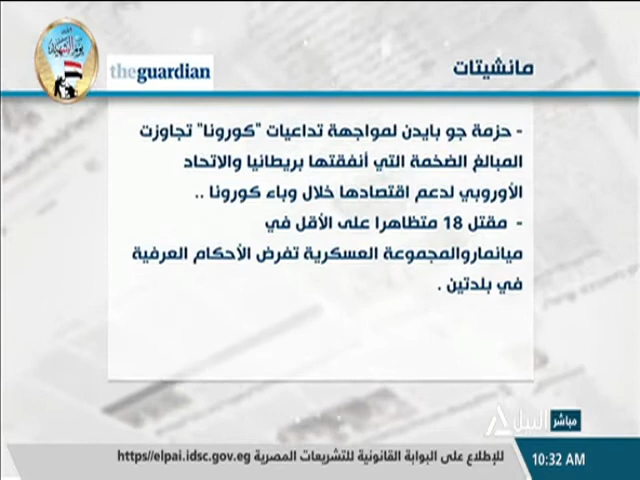 يوم الشهيد
theguardian
مانشيتات
- حزمة جو بايدن لمواجهة تداعيات "كورونا" تجاوزت
المبالغ الضخمة التي أنفقتها بريطانيا والاتحاد
الأوروبي لدعم اقتصادها خلال وباء كورونا ..
- مقتل 18 متظاهرا على الأقل في
ميانماروالمجموعة العسكرية تفرض الأحكام العرفية
في بلدتين .
النيل مباشر
للإطلاع على البوابة القانونية للتشريعات المصرية https//elpai.idsc.gov.eg
10:32 AM